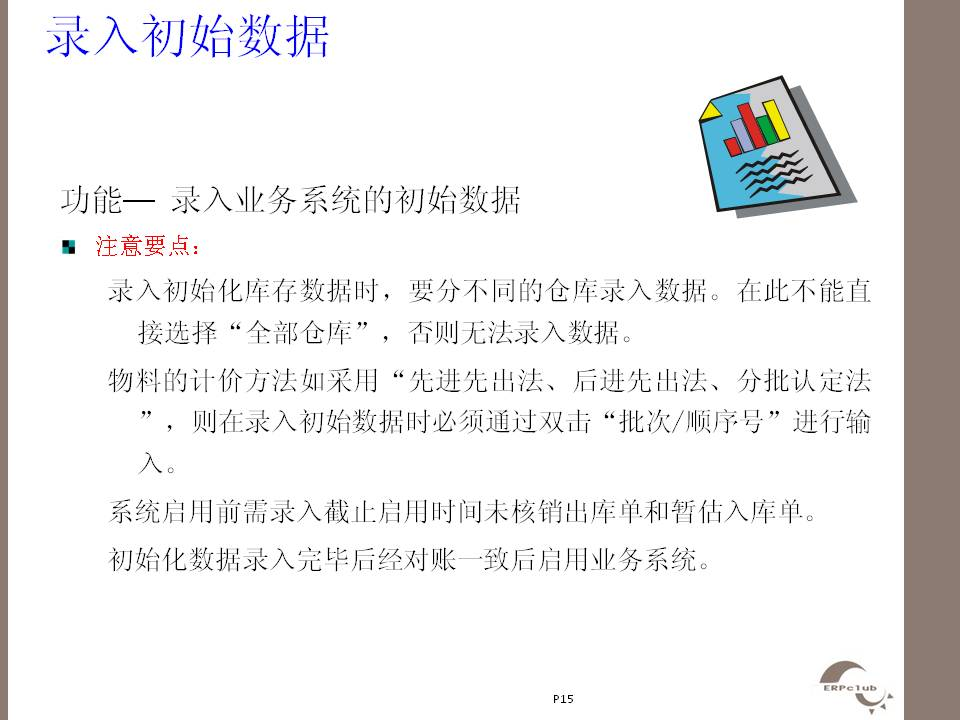 录入初始数据
功能— 录入业务系统的初始数据
注意要点：
录入初始化库存数据时，要分不同的仓库录入数据。在此不能直
接选择“全部仓库”，否则无法录入数据。
物料的计价方法如采用“先进先出法、后进先出法、分批认定法
”，则在录入初始数据时必须通过双击“批次/顺序号”进行输
入。
系统启用前需录入截止启用时间未核销出库单和暂估入库单。
初始化数据录入完毕后经对账一致后启用业务系统。
ERPclub
P15